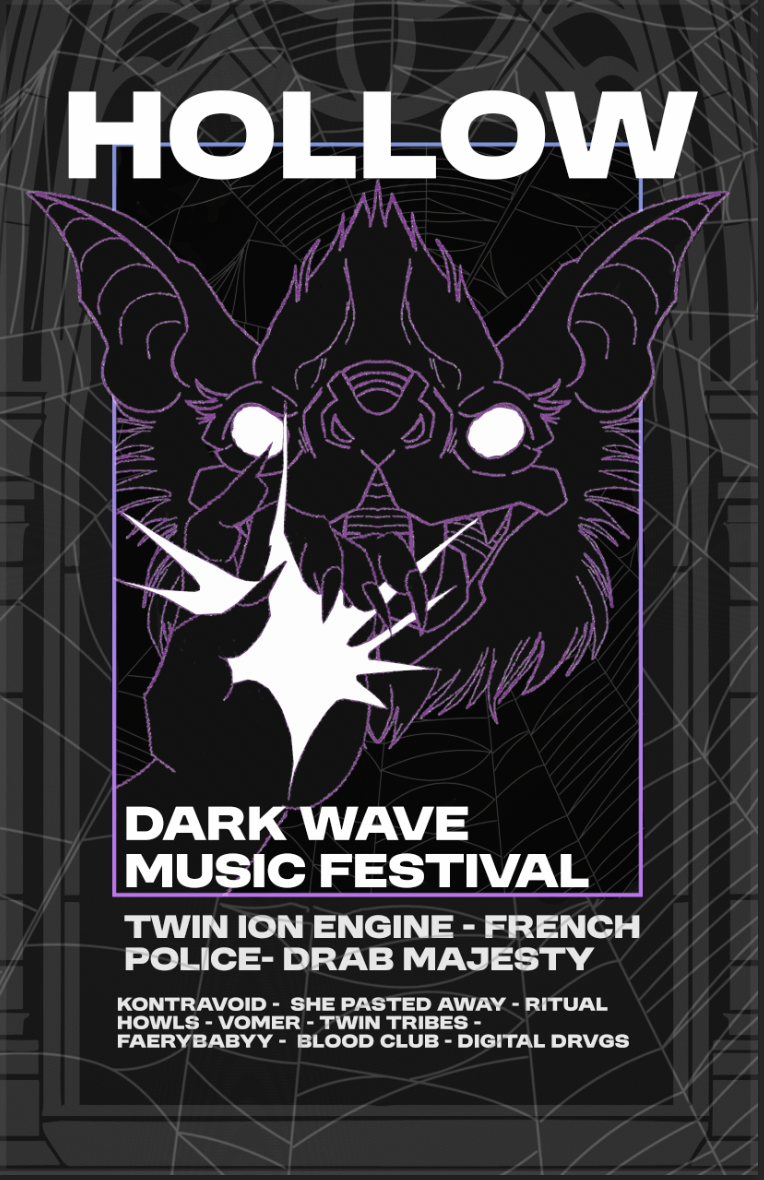 HOLLOW
DARK WAVE
MUSIC FESTIVAL
TWIN ION ENGINE - FRENCH
POLICE- DRAB MAJESTY
KONTRAVOID - SHE PASTED AWAY - RITUAL
HOWLS - VOMER - TWIN TRIBES -
FAERYBABYY - BLOOD CLUB - DIGITAL DRVGS